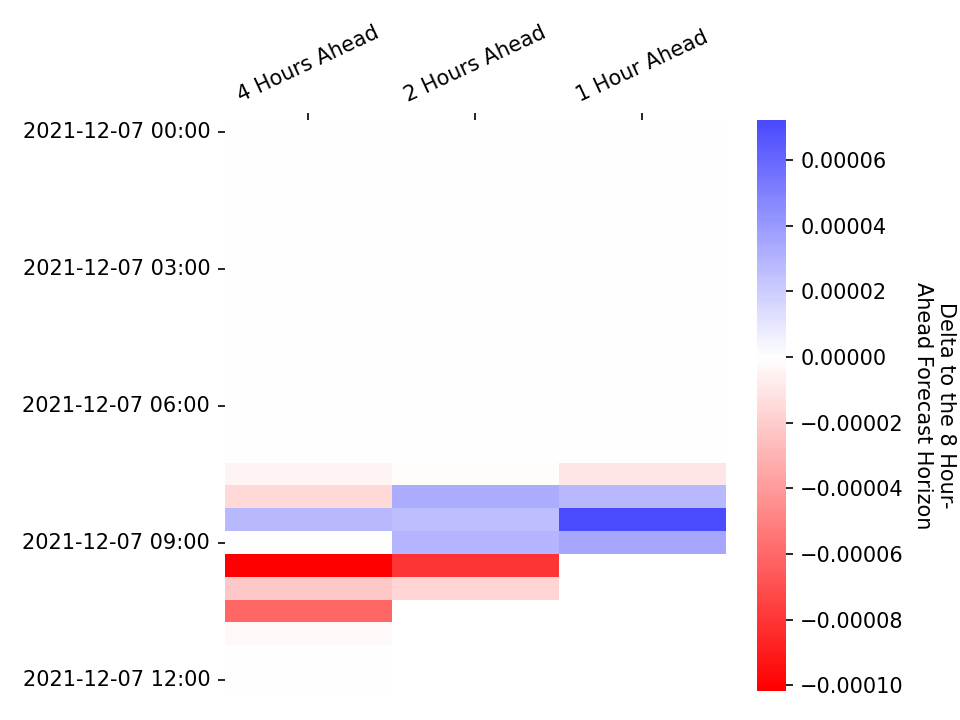 4 Hours Ahead
2 Hours Ahead
1 Hour Ahead
2021-12-07 00:00
2021-12-07 03:00
2021-12-07 06:00
2021-12-07 09:00
2021-12-07 12:00
0.00006
0.00004
0.00002
0.00000
−0.00002
−0.00004
−0.00006
−0.00008
−0.00010
Delta to the 8 Hour-
Ahead Forecast Horizon